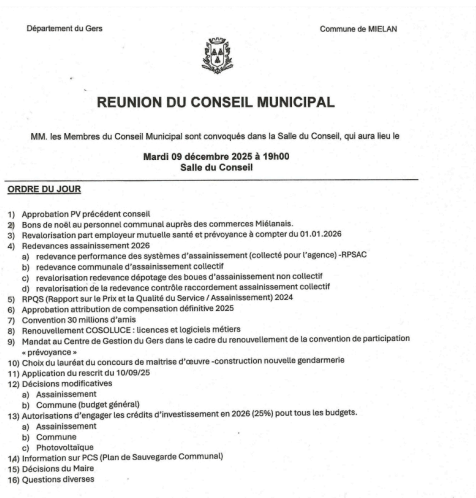 Département du Gers
Commune de MIELAN
REUNION DU CONSEIL MUNICIPAL
MM. les Membres du Conseil Municipal sont convoqués dans la Salle du Conseil, qui aura lieu le
Mardi 09 décembre 2025 à 19h00
Salle du Conseil
ORDRE DU JOUR
1) Approbation PV précédent conseil
2) Bons de noël au personnel communal auprès des commerces Miélanais.
3) Revalorisation part employeur mutuelle santé et prévoyance à compter du 01.01.2026
4) Redevances assainissement 2026
a) redevance performance des systèmes d'assainissement (collecté pour l'agence) -RPSAC
b) redevance communale d'assainissement collectif
c) revalorisation redevance dépotage des boues d'assainissement non collectif
d) revalorisation de la redevance contrôle raccordement assainissement collectif
5) RPQS (Rapport sur le Prix et la Qualité du Service / Assainissement) 2024
6) Approbation attribution de compensation définitive 2025
7) Convention 30 millions d'amis
8) Renouvellement COSOLUCE : licences et logiciels métiers
9) Mandat au Centre de Gestion du Gers dans le cadre du renouvellement de la convention de participation
« prévoyance »
10) Choix du lauréat du concours de maitrise d'œuvre -construction nouvelle gendarmerie
11) Application du rescrit du 10/09/25
12) Décisions modificatives
a) Assainissement
b) Commune (budget général)
13) Autorisations d'engager les crédits d'investissement en 2026 (25%) pout tous les budgets.
a) Assainissement
b) Commune
c) Photovoltaïque
14) Information sur PCS (Plan de Sauvegarde Communal)
15) Décisions du Maire
16) Questions diverses